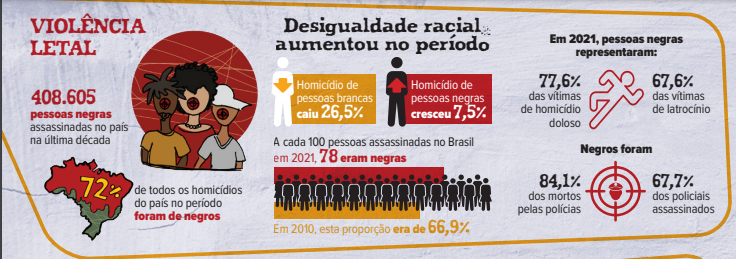 VIOLÊNCIA
LETAL
408.605
pessoas negras
assassinadas no país
na última década
72%
de todos os homicídios
do país no período
foram de negros
Desigualdade racial
aumentou no período
Homicídio de
pessoas brancas
caiu 26,5%
Homicídio de
pessoas negras
cresceu 7,5%
A cada 100 pessoas assassinadas no Brasil
em 2021, 78 eram negras
Em 2010, esta proporção era de 66,9%
Em 2021, pessoas negras
representaram:
77,6%
das vítimas
de homicídio
doloso
67,6%
das vítimas
de latrocínio
Negros foram
84,1%
dos mortos
pelas polícias
67,7%
dos policiais
assassinados